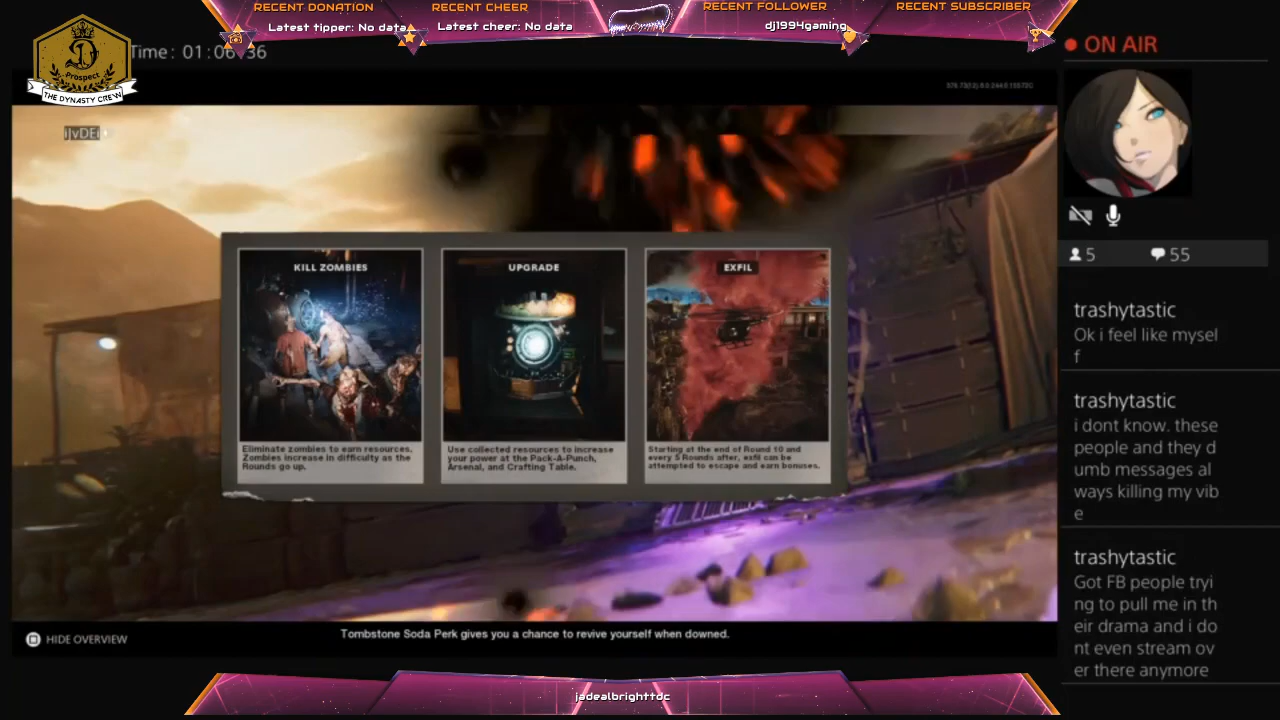 RECENT DONATION
Latest tipper: No data
RECENT CHEER
Latest cheer: No data
RECENT FOLLOWER
dj1994gaming
RECENT SUBSCRIBER
D
Prospect
THE DYNASTY CREW
Time: 01:06:36
ON AIR
iJvDEi
5
55
KILL ZOMBIES
Eliminate zombies to earn resources.
Zombies increase in difficulty as the
Rounds go up.
UPGRADE
Use collected resources to increase
your power at the Pack-A-Punch,
Arsenal, and Crafting Table.
EXFIL
Starting at the end of Round 10 and
every 5 Rounds after, exfil can be
attempted to escape and earn bonuses.
trashytastic
Ok i feel like mysel
f
trashytastic
i dont know. these
people and they d
umb messages al
ways killing my vib
e
trashytastic
Got FB people tryi
ng to pull me in th
eir drama and i do
nt even stream ov
er there anymore
HIDE OVERVIEW
Tombstone Soda Perk gives you a chance to revive yourself when downed.
jadealbrighttdc